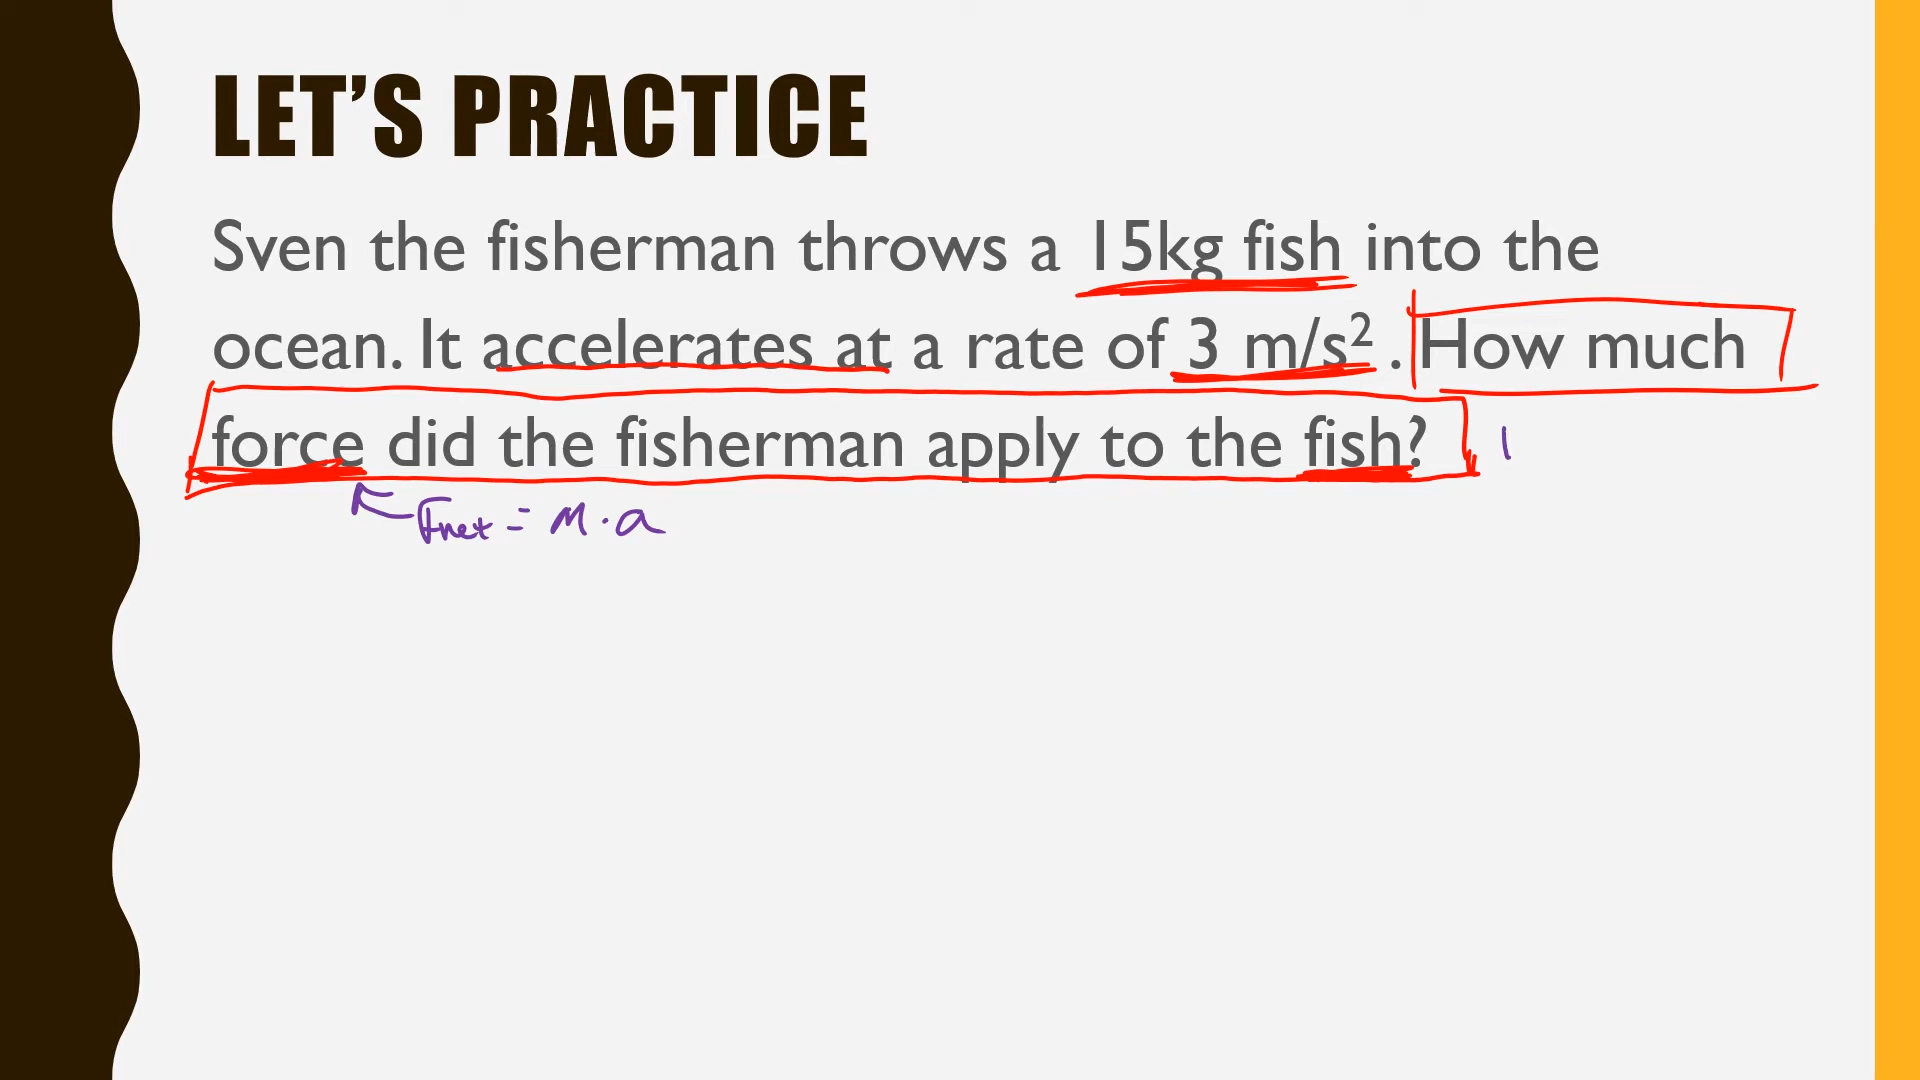 LET'S PRACTICE
Sven the fisherman throws a 15kg fish into the
ocean. It accelerates at a rate of 3 m/s² . How much
force did the fisherman apply to the fish?
Fnet = M · a